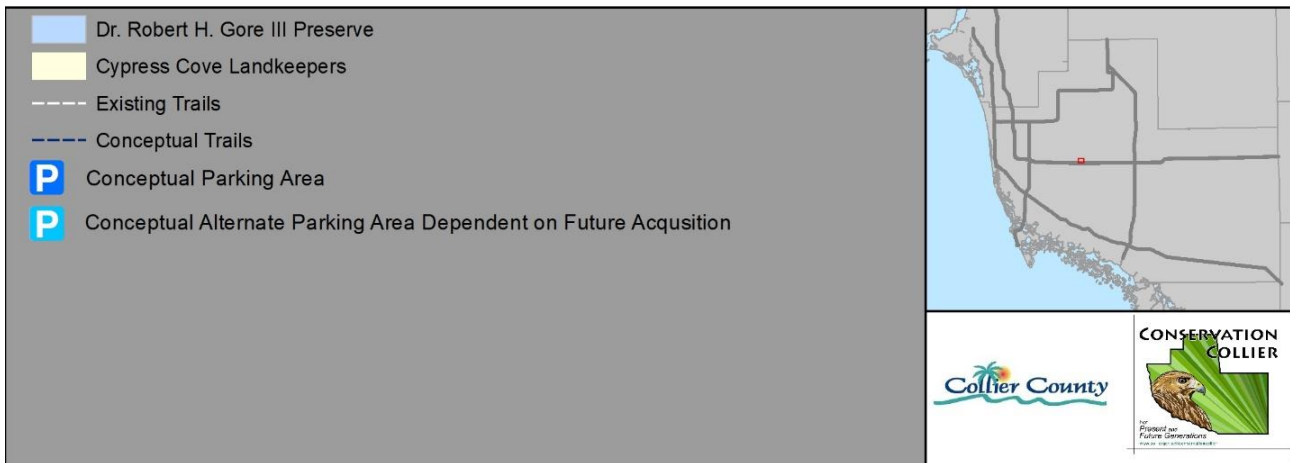 Dr. Robert H. Gore III Preserve
Cypress Cove Landkeepers
Existing Trails
Conceptual Trails
P Conceptual Parking Area
P Conceptual Alternate Parking Area Dependent on Future Acqusition
Collier County
CONSERVATION
COLLIER
For
Present and
Future Generations